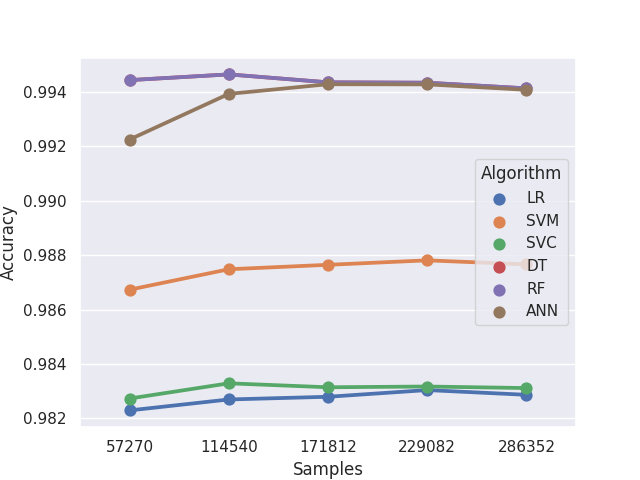 0.994
0.992
0.990
0.988
0.986
0.984
0.982
Accuracy
57270 114540 171812 229082 286352
Samples
Algorithm
LR
SVM
SVC
DT
RF
ANN